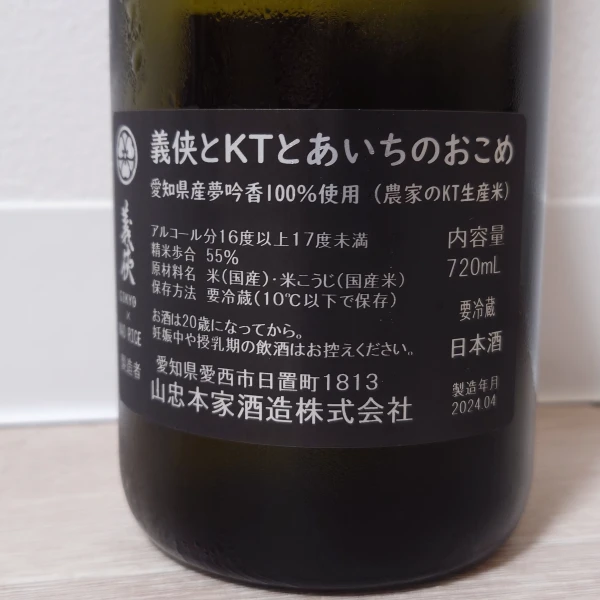 義侠とKTとあいちのおこめ
愛知県産夢吟香100%使用（農家のKT生産米）
アルコール分16度以上17度未満
精米歩合 55%
原材料名 米(国産)・米こうじ(国産米)
保存方法 要冷蔵(10℃以下で保存)
お酒は20歳になってから。
妊娠中や授乳期の飲酒はお控えください。
愛知県愛西市日置町1813
山忠本家酒造株式会社
内容量
720mL
要冷蔵
日本酒
製造年月
2024.04
義侠
×
RICE
製造者